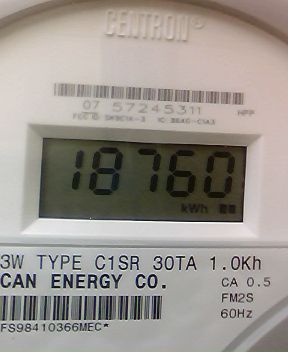 CENTRON®
07 57245311
18760
kWh
3W TYPE C1SR 30TA 1.0Kh
CAN ENERGY CO.
CA 0.5
FM2S
60Hz
FS98410366MEC*